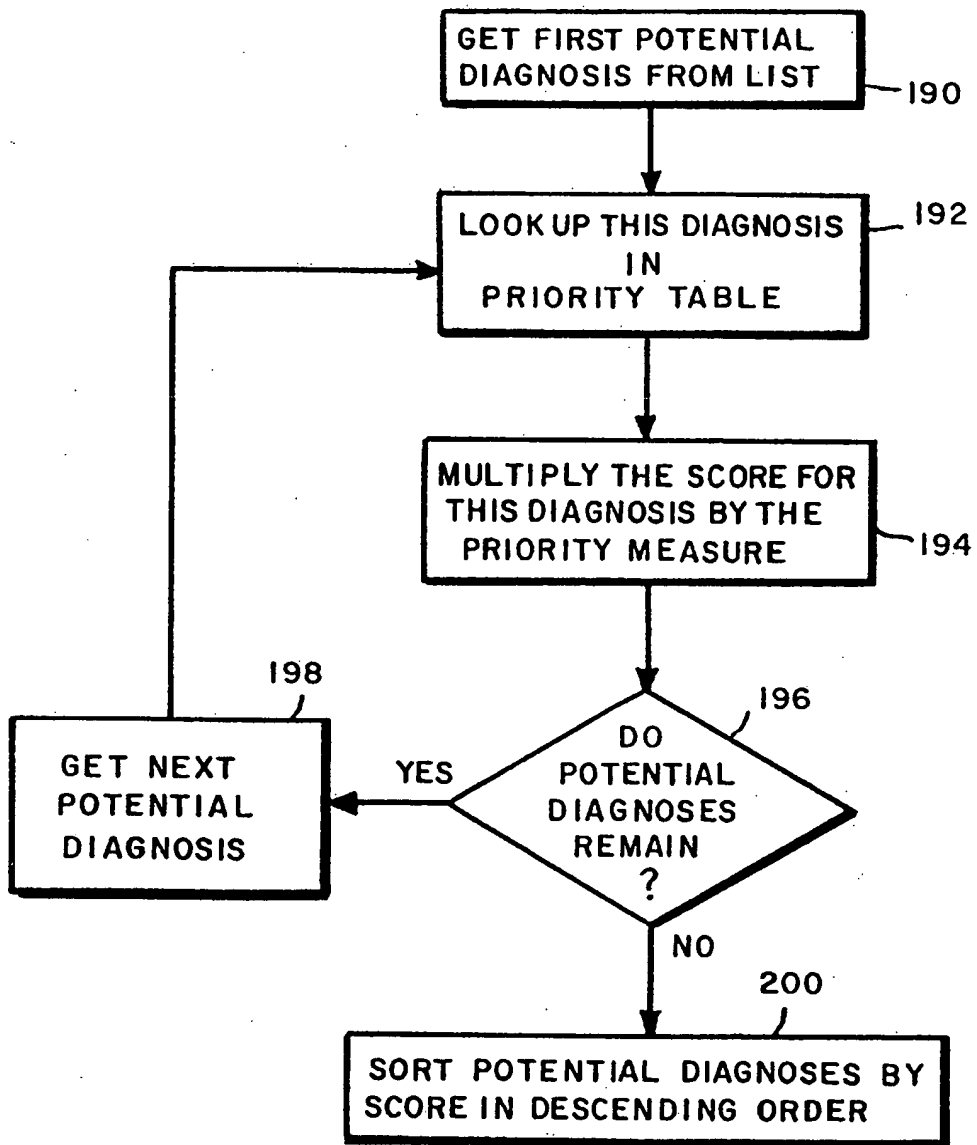 GET FIRST POTENTIAL
DIAGNOSIS FROM LIST
190
LOOK UP THIS DIAGNOSIS
IN
PRIORITY TABLE
192
MULTIPLY THE SCORE FOR
THIS DIAGNOSIS BY THE
PRIORITY MEASURE
194
198
GET NEXT
POTENTIAL
DIAGNOSIS
YES
196
DO
POTENTIAL
DIAGNOSES
REMAIN
?
NO
200
SORT POTENTIAL DIAGNOSES BY
SCORE IN DESCENDING ORDER